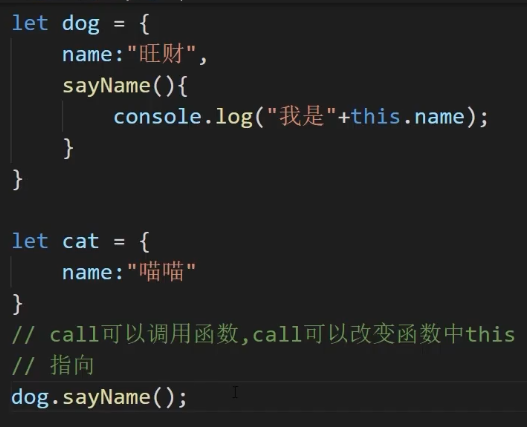 let dog = {
    name:"旺财",
    sayName(){
        console.log("我是"+this.name);
    }
}

let cat = {
    name:"喵喵"
}
// call可以调用函数,call可以改变函数中this
// 指向
dog.sayName();